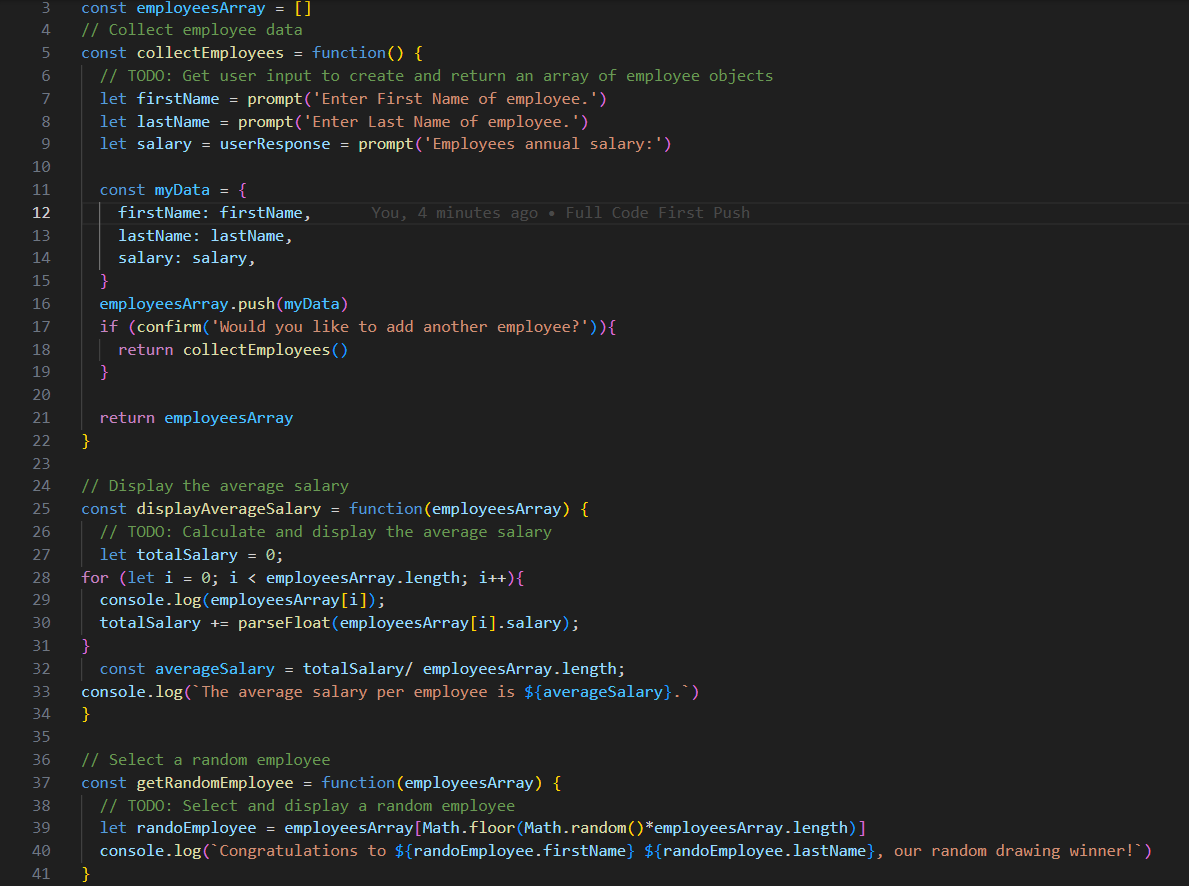 3 const employeesArray = []
4 // Collect employee data
5 const collectEmployees = function() {
6 // TODO: Get user input to create and return an array of employee objects
7 let firstName = prompt('Enter First Name of employee.')
8 let lastName = prompt('Enter Last Name of employee.')
9 let salary = userResponse = prompt('Employees annual salary:')
10
11 const myData = {
12 firstName: firstName, You, 4 minutes ago • Full Code First Push
13 lastName: lastName,
14 salary: salary,
15 }
16 employeesArray.push(myData)
17 if (confirm('Would you like to add another employee?')){
18 return collectEmployees()
19 }
20
21 return employeesArray
22 }
23
24 // Display the average salary
25 const displayAverageSalary = function(employeesArray) {
26 // TODO: Calculate and display the average salary
27 let totalSalary = 0;
28 for (let i = 0; i < employeesArray.length; i++){
29 console.log(employeesArray[i]);
30 totalSalary += parseFloat(employeesArray[i].salary);
31 }
32 const averageSalary = totalSalary/ employeesArray.length;
33 console.log(`The average salary per employee is ${averageSalary}.`)
34 }
35
36 // Select a random employee
37 const getRandomEmployee = function(employeesArray) {
38 // TODO: Select and display a random employee
39 let randoEmployee = employeesArray[Math.floor(Math.random()*employeesArray.length)]
40 console.log(`Congratulations to ${randoEmployee.firstName} ${randoEmployee.lastName}, our random drawing winner!`)
41 }